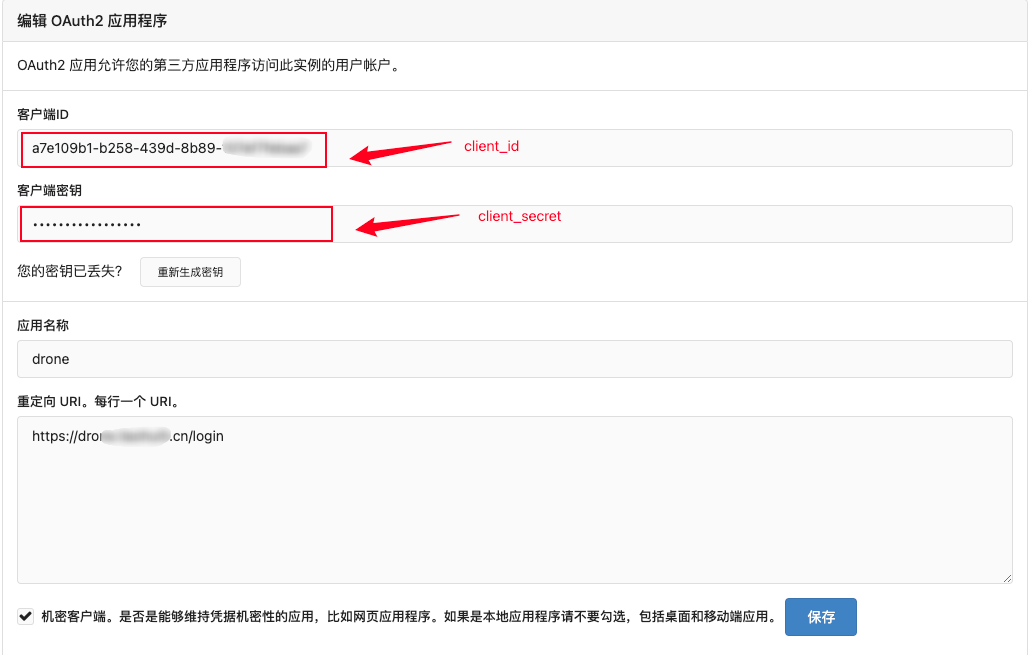 编辑 OAuth2 应用程序
OAuth2 应用允许您的第三方应用程序访问此实例的用户帐户。
客户端ID
a7e109b1-b258-439d-8b89-
client_id
客户端密钥
•••••••••••••••••
client_secret
您的密钥已丢失？ 重新生成密钥
应用名称
drone
重定向 URI。每行一个 URI。
https://dron .cn/login
机密客户端。是否是能够维持凭据机密性的应用，比如网页应用程序。如果是本地应用程序请不要勾选，包括桌面和移动端应用。 保存